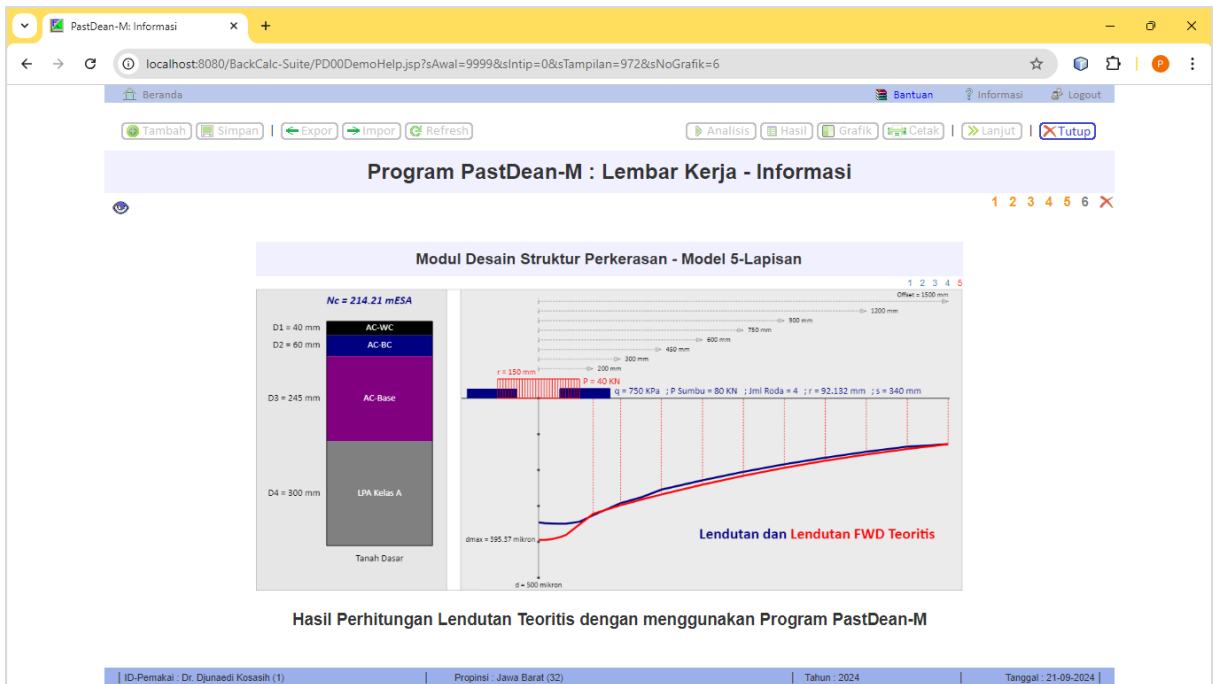 PastDean-M: Informasi
localhost:8080/BackCalc-Suite/PD00DemoHelp.jsp?sAwal=9999&sIntip=0&sTampilan=972&sNoGrafik=6
P
Beranda Bantuan Informasi Logout
Tambah Simpan | Expor Impor Refresh Analisis Hasil Grafik Cetak | Lanjut | Tutup
Program PastDean-M : Lembar Kerja - Informasi
1 2 3 4 5 6
Modul Desain Struktur Perkerasan - Model 5-Lapisan
1 2 3 4 5
Nc = 214.21 mESA
D1 = 40 mm AC-WC
D2 = 60 mm AC-BC
D3 = 245 mm AC-Base
D4 = 300 mm LPA Kelas A
Tanah Dasar
Offset = 1500 mm
1200 mm
900 mm
750 mm
600 mm
450 mm
300 mm
200 mm
r = 150 mm
P = 40 KN
q = 750 KPa ; P Sumbu = 80 KN ; Jml Roda = 4 ; r = 92.132 mm ; s = 340 mm
Lendutan dan Lendutan FWD Teoritis
dmax = 395.37 mikron
d = 500 mikron
Hasil Perhitungan Lendutan Teoritis dengan menggunakan Program PastDean-M
| ID-Pemakai : Dr. Djunaedi Kosasih (1) | Propinsi : Jawa Barat (32) | Tahun : 2024 | Tanggal : 21-09-2024 |